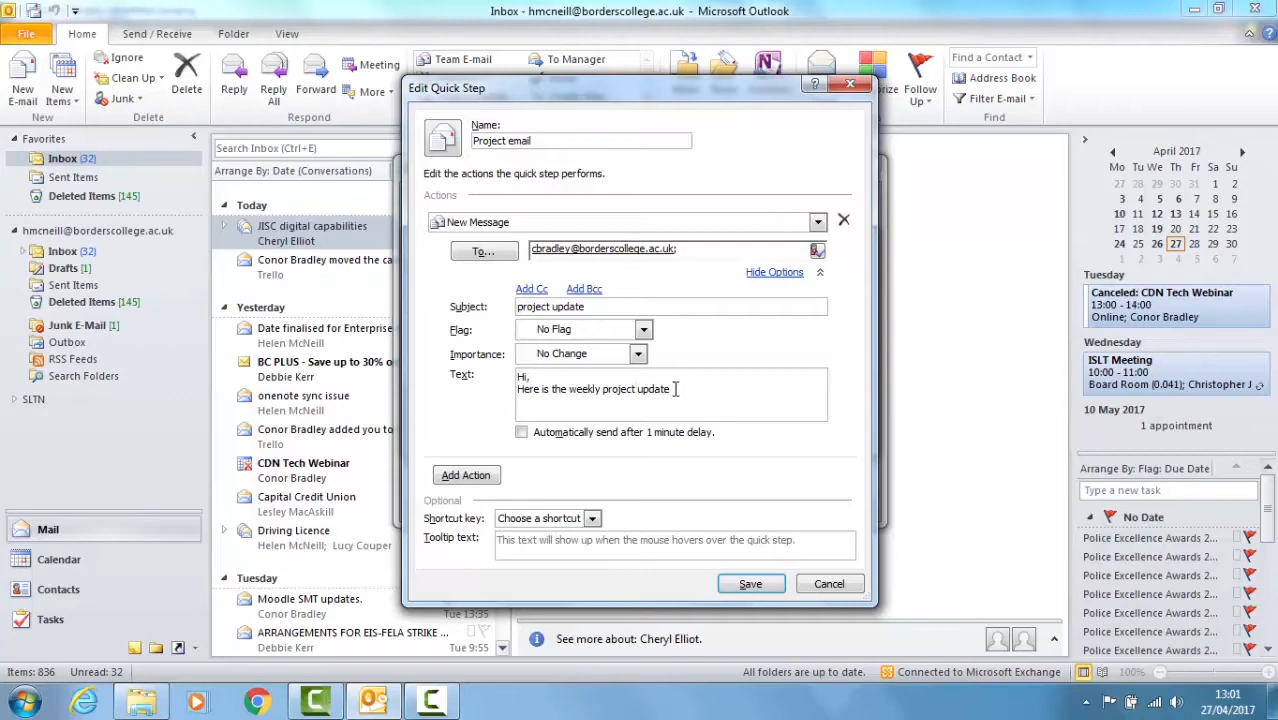 Inbox - hmcneill@borderscollege.ac.uk - Microsoft Outlook
File Home Send / Receive Folder View
New E-mail
New Items
Ignore
Clean Up
Junk
Delete
Reply
Reply All
Forward
Meeting
More
Team E-mail
To Manager
Follow Up
Find a Contact
Address Book
Filter E-mail
New Delete Respond Find
Favorites
Inbox (32)
Sent Items
Deleted Items [145]
hmcneill@borderscollege.ac.uk
Inbox (32)
Drafts [1]
Sent Items
Deleted Items [145]
Junk E-Mail [1]
Outbox
RSS Feeds
Search Folders
SLTN
Mail
Calendar
Contacts
Tasks
Search Inbox (Ctrl+E)
Arrange By: Date (Conversations)
Today
JISC digital capabilities
Cheryl Elliot
Conor Bradley moved the ca
Trello
Yesterday
Date finalised for Enterprise
Helen McNeill
BC PLUS - Save up to 30% o
Debbie Kerr
onenote sync issue
Helen McNeill
Conor Bradley added you to
Trello
CDN Tech Webinar
Conor Bradley
Capital Credit Union
Lesley MacAskill
Driving Licence
Helen McNeill; Lucy Couper
Tuesday
Moodle SMT updates.
Conor Bradley Tue 13:35
ARRANGEMENTS FOR EIS-FELA STRIKE ...
Debbie Kerr Tue 9:55
Edit Quick Step
Name:
Project email
Edit the actions the quick step performs.
Actions
New Message
To... cbradley@borderscollege.ac.uk;
Hide Options
Add Cc Add Bcc
Subject: project update
Flag: No Flag
Importance: No Change
Text: Hi,
Here is the weekly project update
Automatically send after 1 minute delay.
Add Action
Optional
Shortcut key: Choose a shortcut
Tooltip text: This text will show up when the mouse hovers over the quick step.
Save Cancel
See more about: Cheryl Elliot.
April 2017
Mo Tu We Th Fr Sa Su
27 28 29 30 31 1 2
3 4 5 6 7 8 9
10 11 12 13 14 15 16
17 18 19 20 21 22 23
24 25 26 27 28 29 30
Tuesday
Canceled: CDN Tech Webinar
13:00 - 14:00
Online; Conor Bradley
Wednesday
ISLT Meeting
10:00 - 11:00
Board Room (0.041); Christopher J
10 May 2017
1 appointment
Arrange By: Flag: Due Date
Type a new task
No Date
Police Excellence Awards 2...
Police Excellence Awards 2...
Police Excellence Awards 2...
Police Excellence Awards 2...
Police Excellence Awards 2...
Police Excellence Awards 2...
Police Excellence Awards 2...
Items: 836 Unread: 32
All folders are up to date. Connected to Microsoft Exchange 100%
13:01
27/04/2017